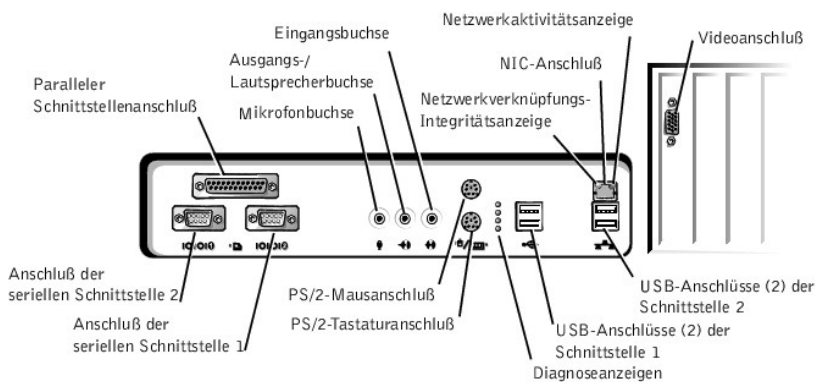 Netzwerkaktivitätsanzeige
Eingangsbuchse
Videoanschluß
Ausgangs-/
Lautsprecherbuchse
NIC-Anschluß
Paralleler
Schnittstellenanschluß
Netzwerkverknüpfungs-
Integritätsanzeige
Mikrofonbuchse
Anschluß der
seriellen Schnittstelle 2
PS/2-Mausanschluß
USB-Anschlüsse (2) der
Schnittstelle 2
Anschluß der
seriellen Schnittstelle 1
PS/2-Tastaturanschluß
USB-Anschlüsse (2) der
Schnittstelle 1
Diagnoseanzeigen